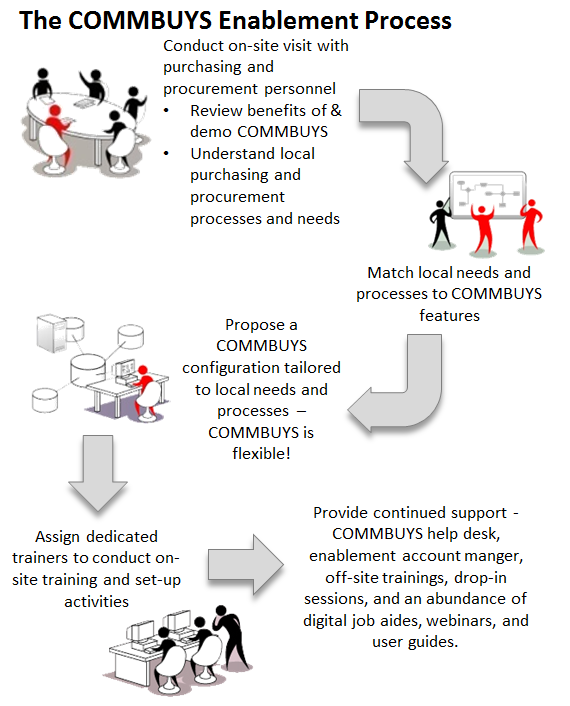 The COMMBUYS Enablement Process
Conduct on-site visit with
purchasing and
procurement personnel
• Review benefits of &
demo COMMBUYS
• Understand local
purchasing and
procurement
processes and needs
Match local needs and
processes to COMMBUYS
features
Propose a
COMMBUYS
configuration tailored
to local needs and
processes –
COMMBUYS is
flexible!
Assign dedicated
trainers to conduct on-
site training and set-up
activities
Provide continued support -
COMMBUYS help desk,
enablement account manger,
off-site trainings, drop-in
sessions, and an abundance of
digital job aides, webinars, and
user guides.